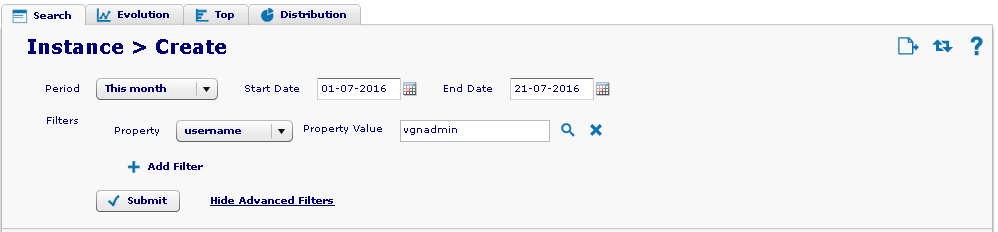 Search Evolution Top Distribution
Instance > Create
?
Period This month Start Date 01-07-2016 End Date 21-07-2016
Filters Property username Property Value vgnadmin
Add Filter
Submit Hide Advanced Filters